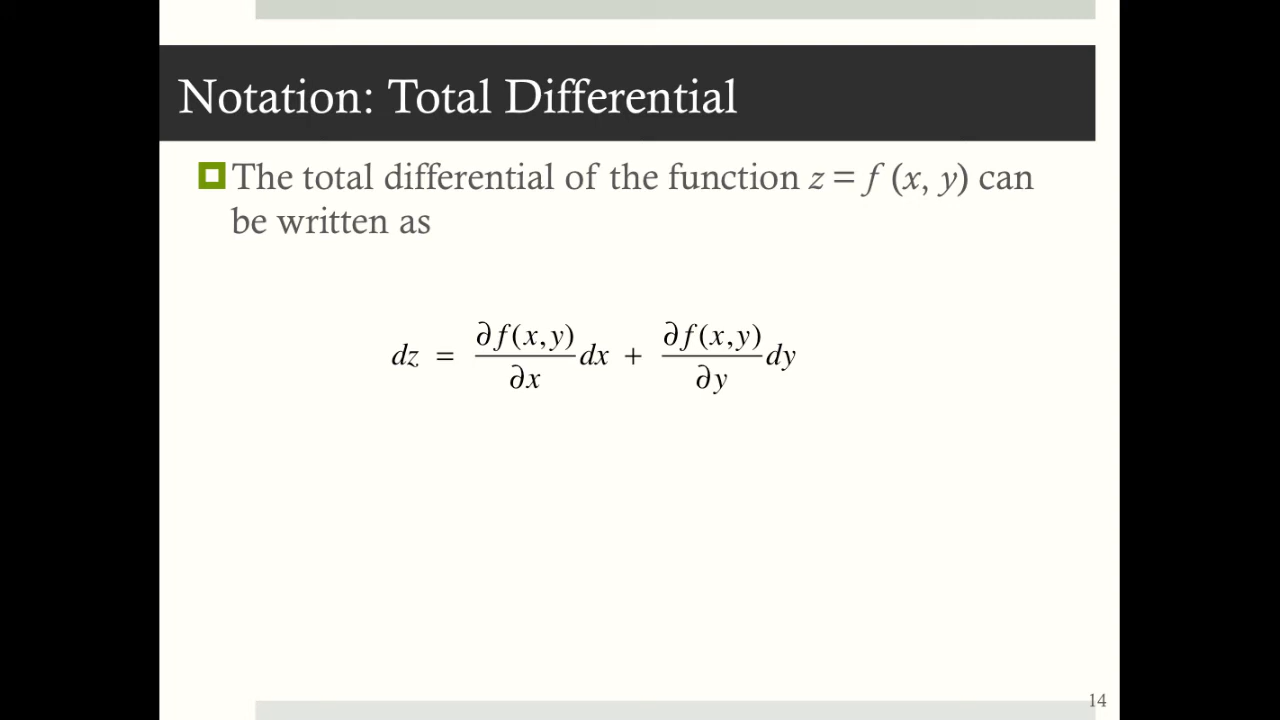 Notation: Total Differential
The total differential of the function z = f (x, y) can
be written as
dz = ∂f(x,y)/∂x dx + ∂f(x,y)/∂y dy
14